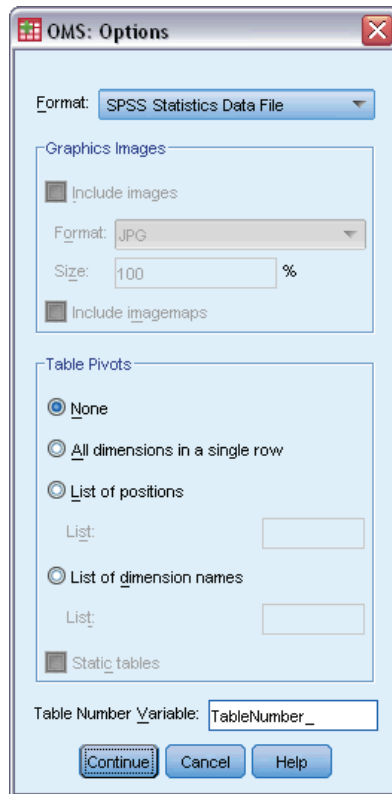 OMS: Options
Format: SPSS Statistics Data File
Graphics Images
Include images
Format: JPG
Size: 100 %
Include imagemaps
Table Pivots
None
All dimensions in a single row
List of positions
List:
List of dimension names
List:
Static tables
Table Number Variable: TableNumber_
Continue Cancel Help